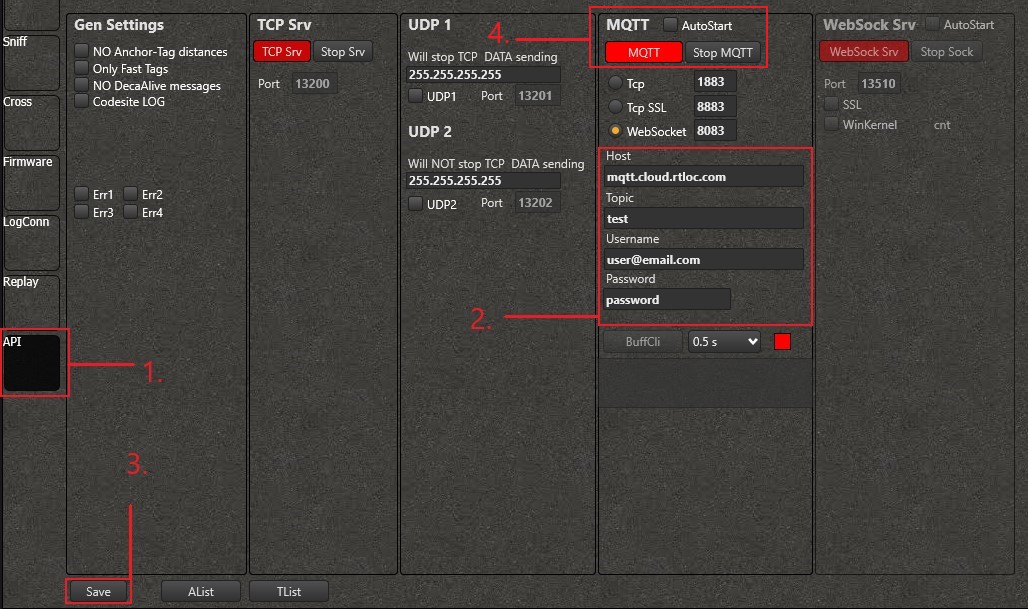 Sniff
Cross
Firmware
LogConn
Replay
API
1.
Gen Settings
NO Anchor-Tag distances
Only Fast Tags
NO DecaAlive messages
Codesite LOG
Err1 Err2
Err3 Err4
3.
Save AList TList
TCP Srv
TCP Srv Stop Srv
Port 13200
UDP 1
Will stop TCP DATA sending
255.255.255.255
UDP1 Port 13201
UDP 2
Will NOT stop TCP DATA sending
255.255.255.255
UDP2 Port 13202
4.
2.
MQTT AutoStart
MQTT Stop MQTT
Tcp 1883
Tcp SSL 8883
WebSocket 8083
Host
mqtt.cloud.rtloc.com
Topic
test
Username
user@email.com
Password
password
BuffCli 0.5 s
WebSock Srv AutoStart
WebSock Srv Stop Sock
Port 13510
SSL
WinKernel cnt